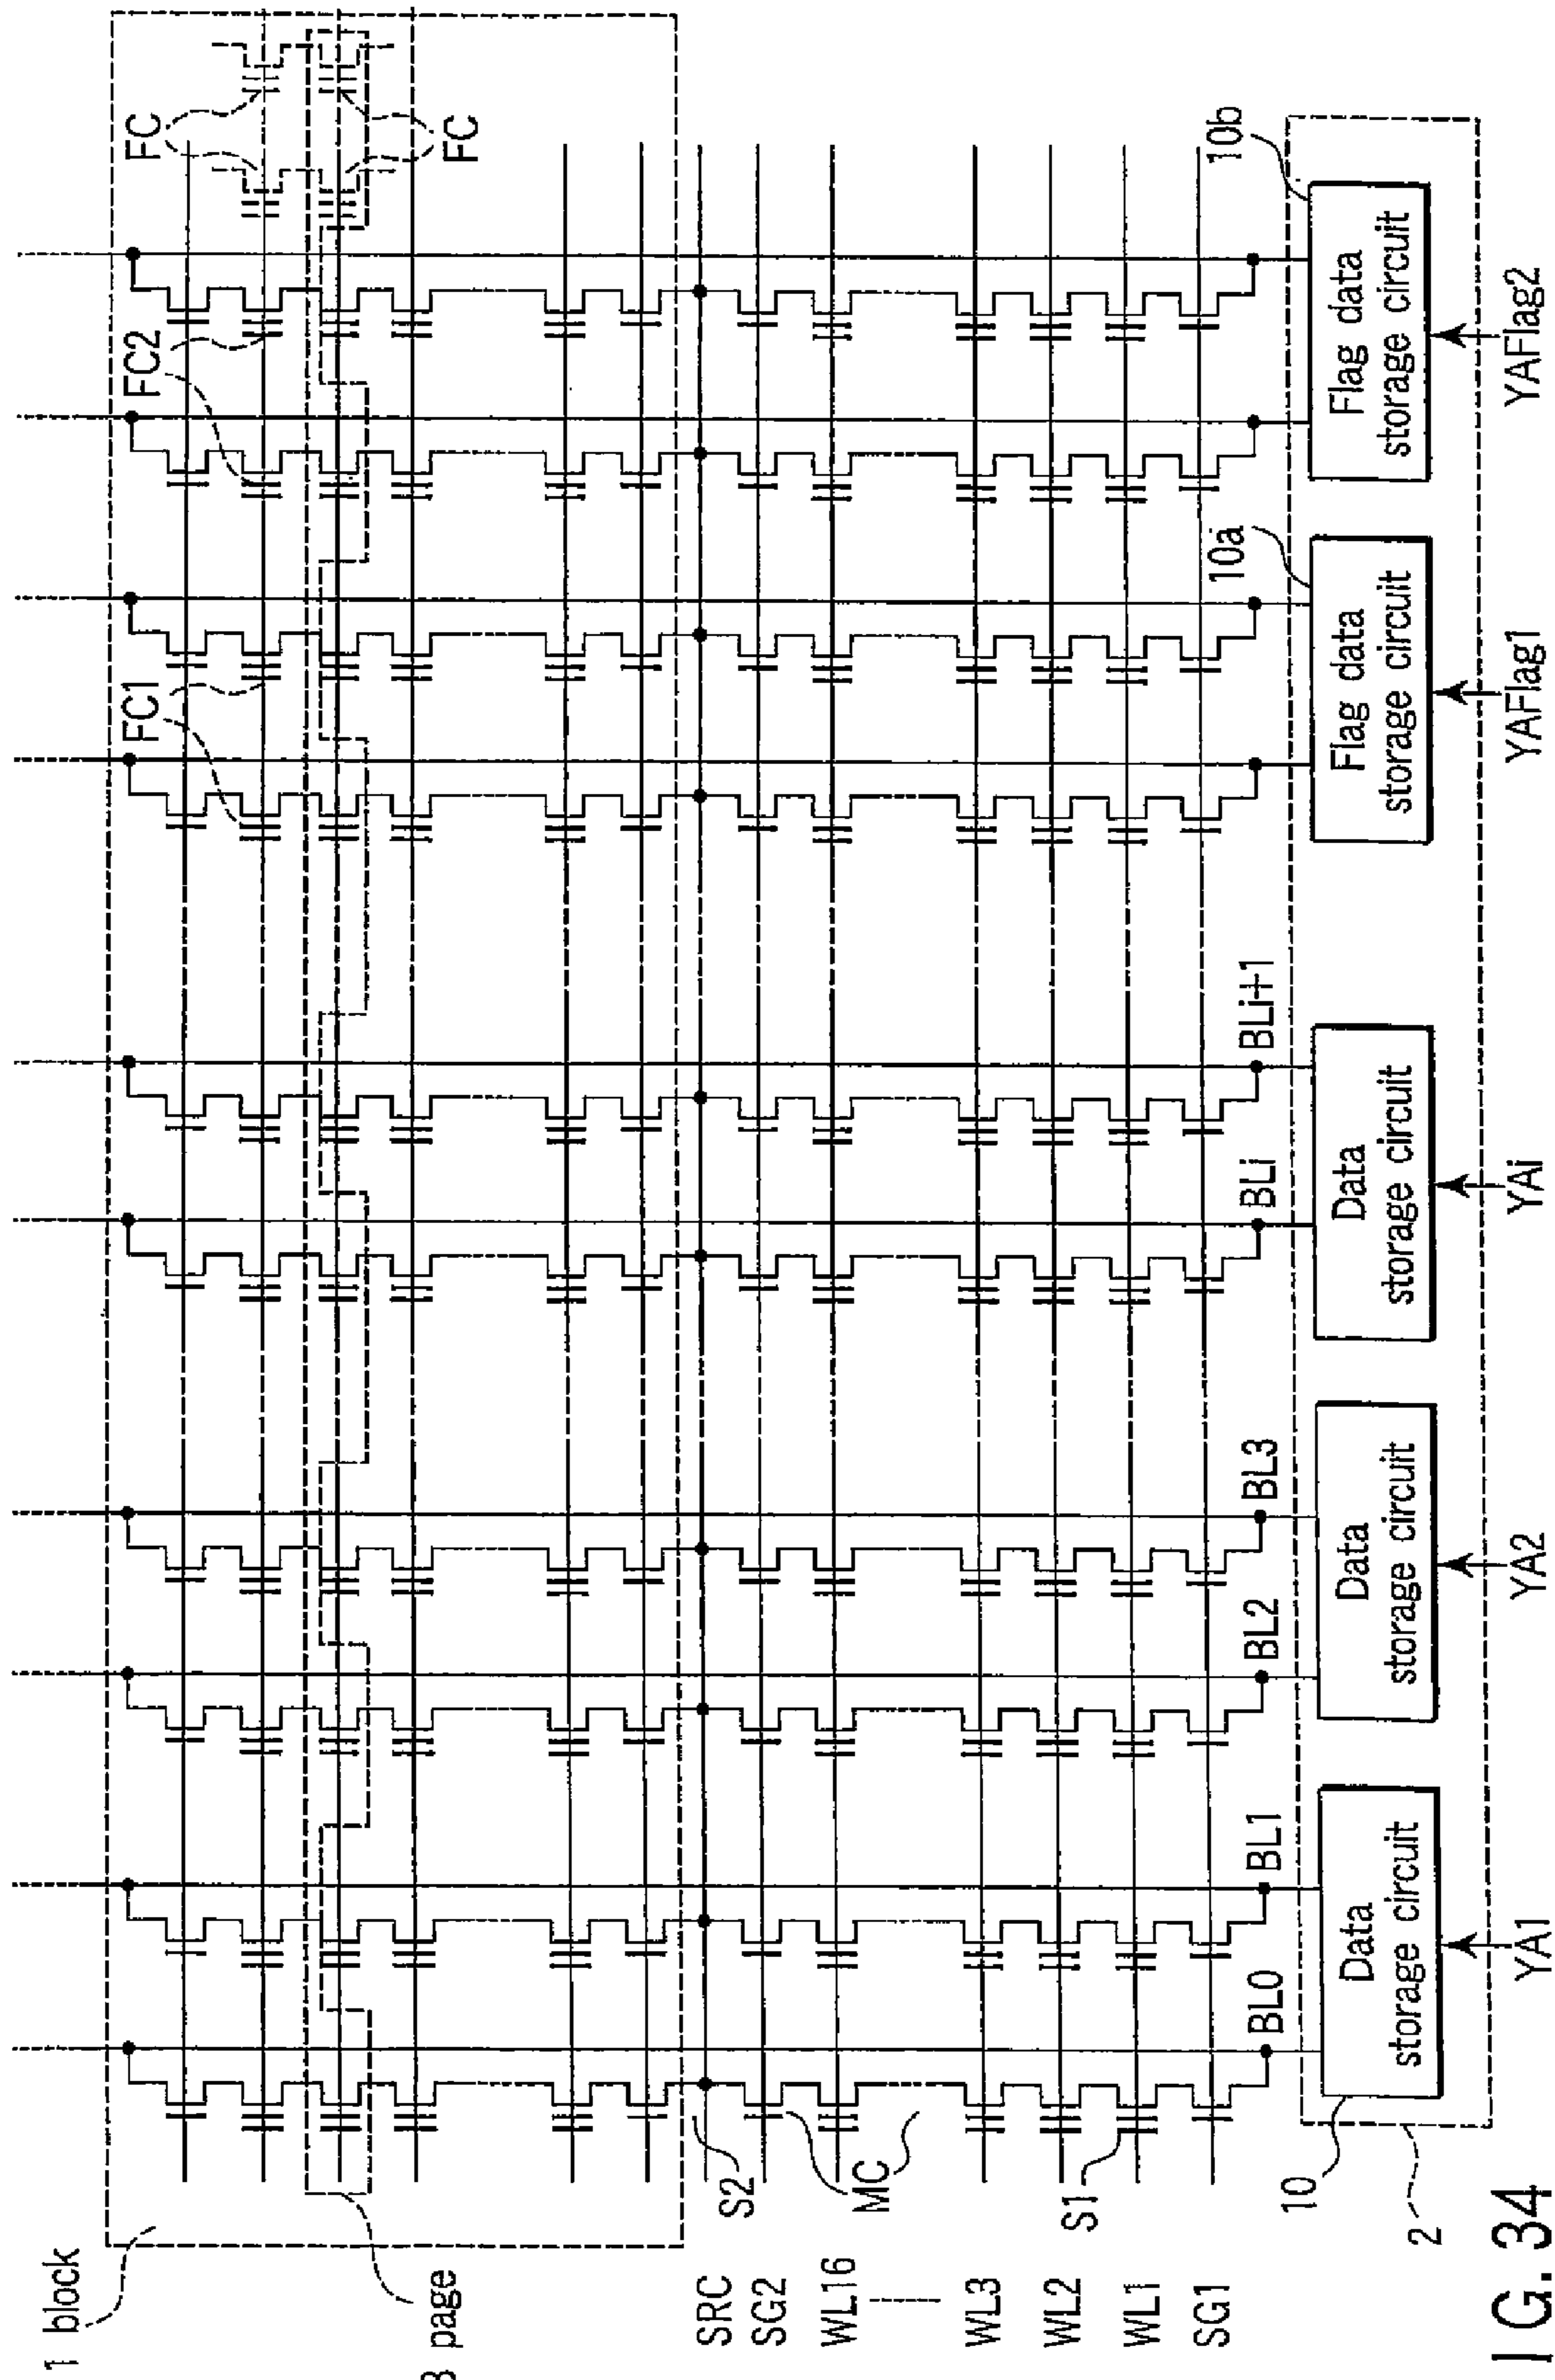 1 block
3 page
FC
FC
FC2
FC1
S2
MC
S1
SRC
SG2
WL16
WL3
WL2
WL1
SG1
BL0
BL1
BL2
BL3
BLi
BLi+1
10a
10b
10
2
Data
storage circuit
Data
storage circuit
Data
storage circuit
Flag data
storage circuit
Flag data
storage circuit
YA1
YA2
YAi
YAFlag1
YAFlag2
I G. 34